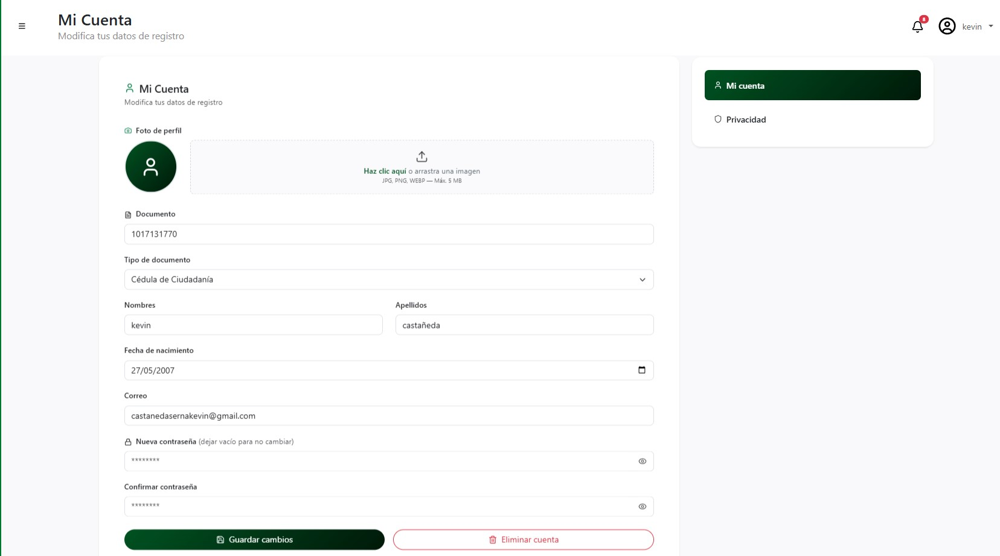 Mi Cuenta
Modifica tus datos de registro
8
kevin
Mi Cuenta
Modifica tus datos de registro
Foto de perfil
Haz clic aquí o arrastra una imagen
JPG, PNG, WEBP — Máx. 5 MB
Documento
1017131770
Tipo de documento
Cédula de Ciudadanía
Nombres
Apellidos
kevin
castañeda
Fecha de nacimiento
27/05/2007
Correo
castanedasernakevin@gmail.com
Nueva contraseña (dejar vacío para no cambiar)
********
Confirmar contraseña
********
Guardar cambios
Eliminar cuenta
Mi cuenta
Privacidad